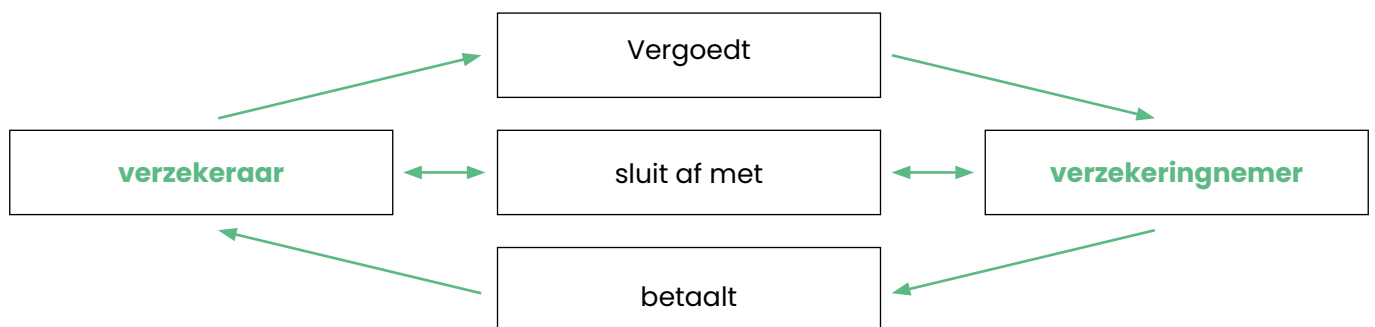 Vergoedt
verzekeraar
sluit af met
verzekeringnemer
betaalt